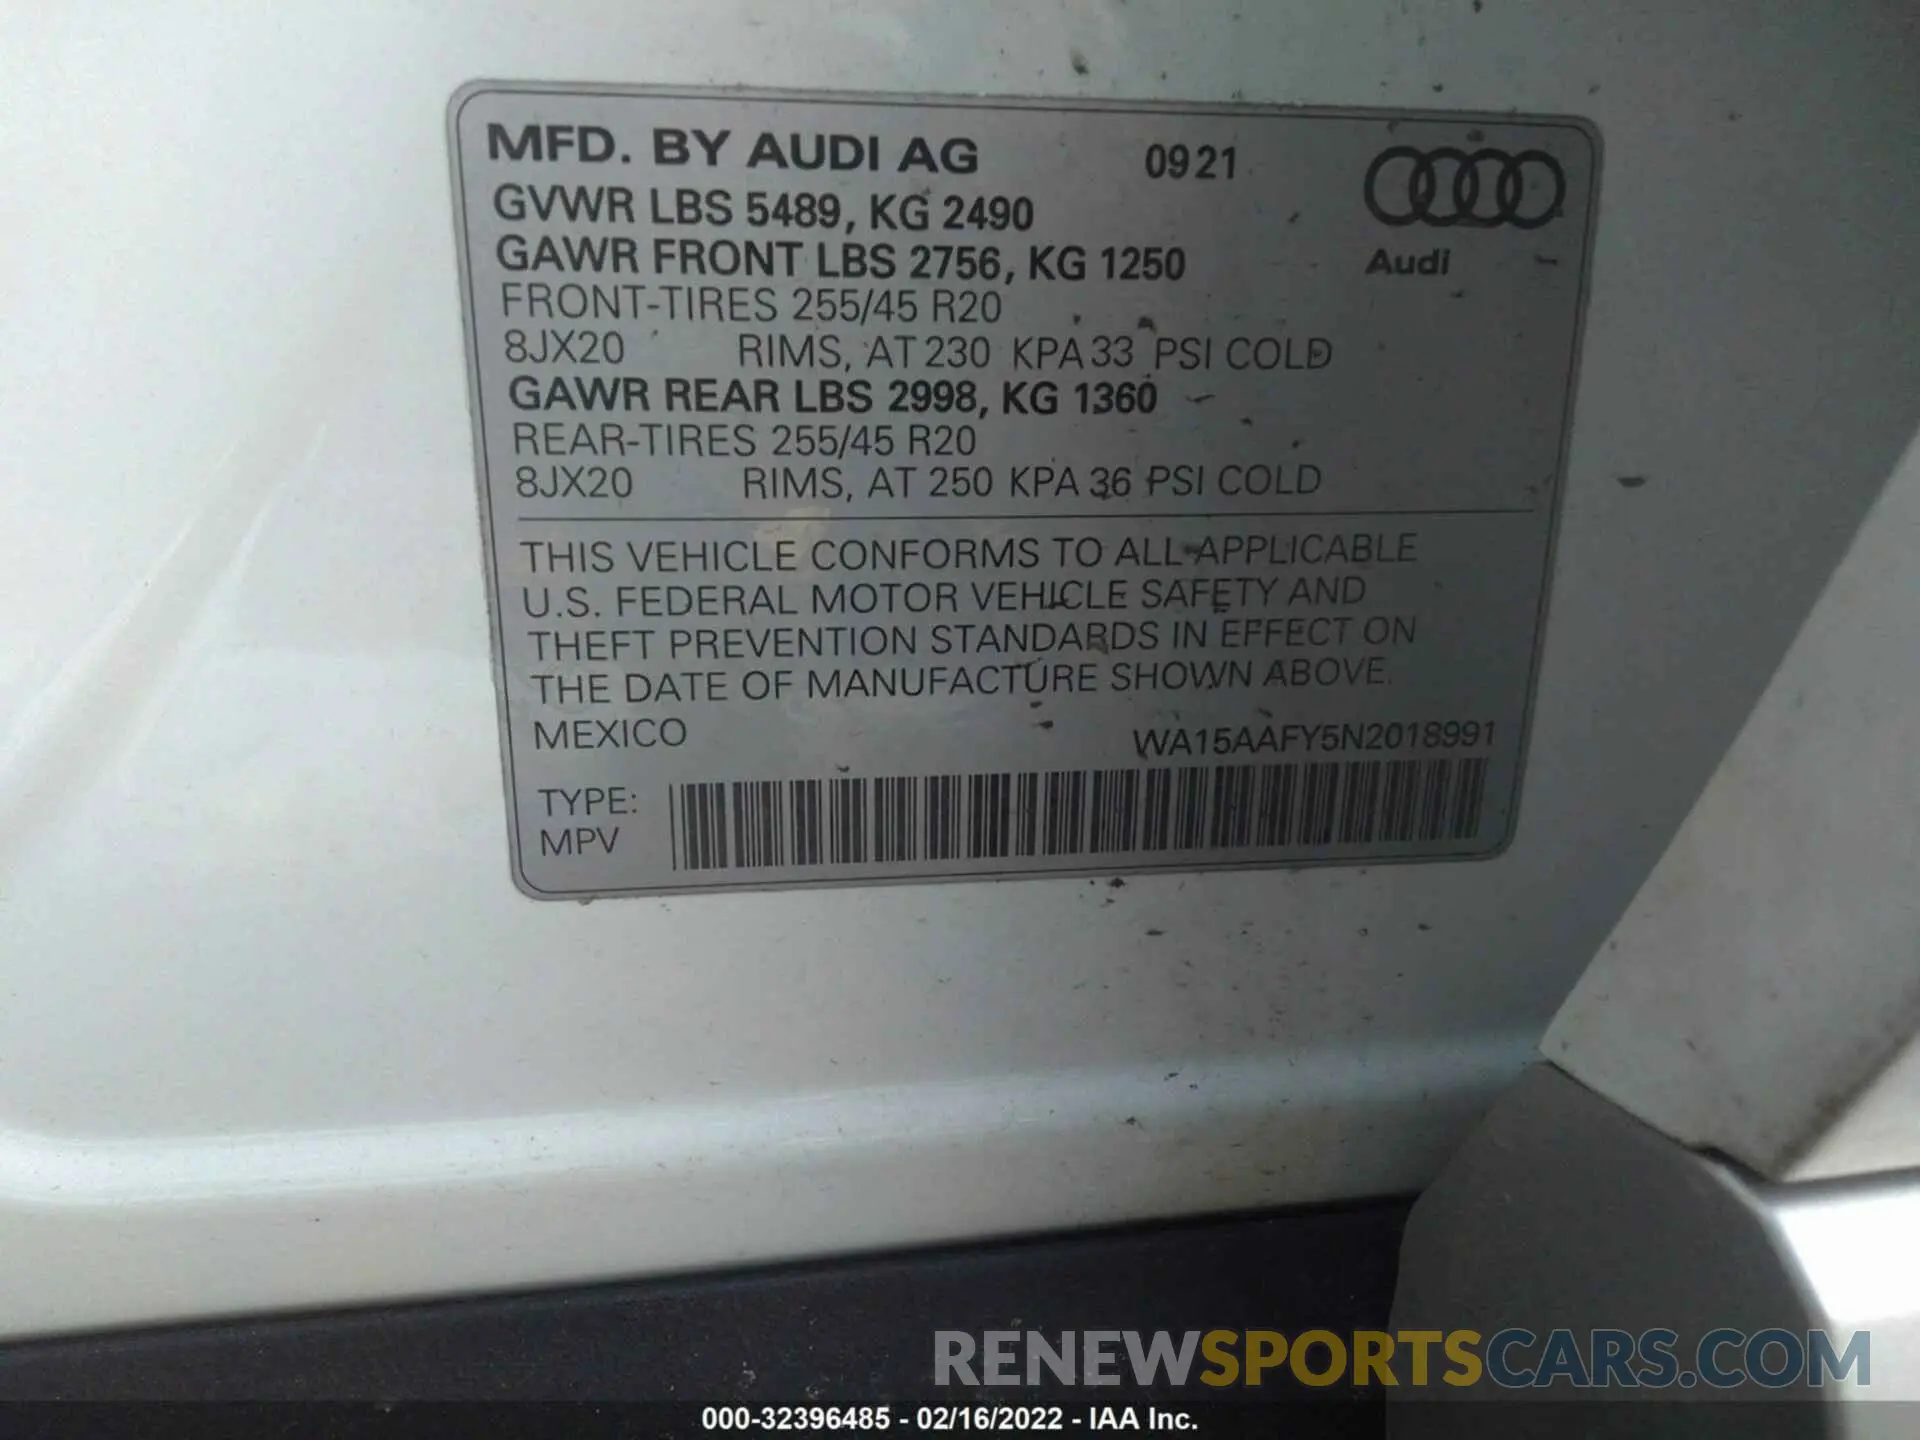 MFD. BY AUDI AG 0921
GVWR LBS 5489, KG 2490
GAWR FRONT LBS 2756, KG 1250
Audi
FRONT-TIRES 255/45 R20
8JX20 RIMS, AT 230 KPA 33 PSI COLD
GAWR REAR LBS 2998, KG 1360
REAR-TIRES 255/45 R20
8JX20 RIMS, AT 250 KPA 36 PSI COLD
THIS VEHICLE CONFORMS TO ALL APPLICABLE
U.S. FEDERAL MOTOR VEHICLE SAFETY AND
THEFT PREVENTION STANDARDS IN EFFECT ON
THE DATE OF MANUFACTURE SHOWN ABOVE.
MEXICO WA15AAFY5N2018991
TYPE:
MPV
RENEWSPORTSCARS.COM
000-32396485 - 02/16/2022 - IAA Inc.